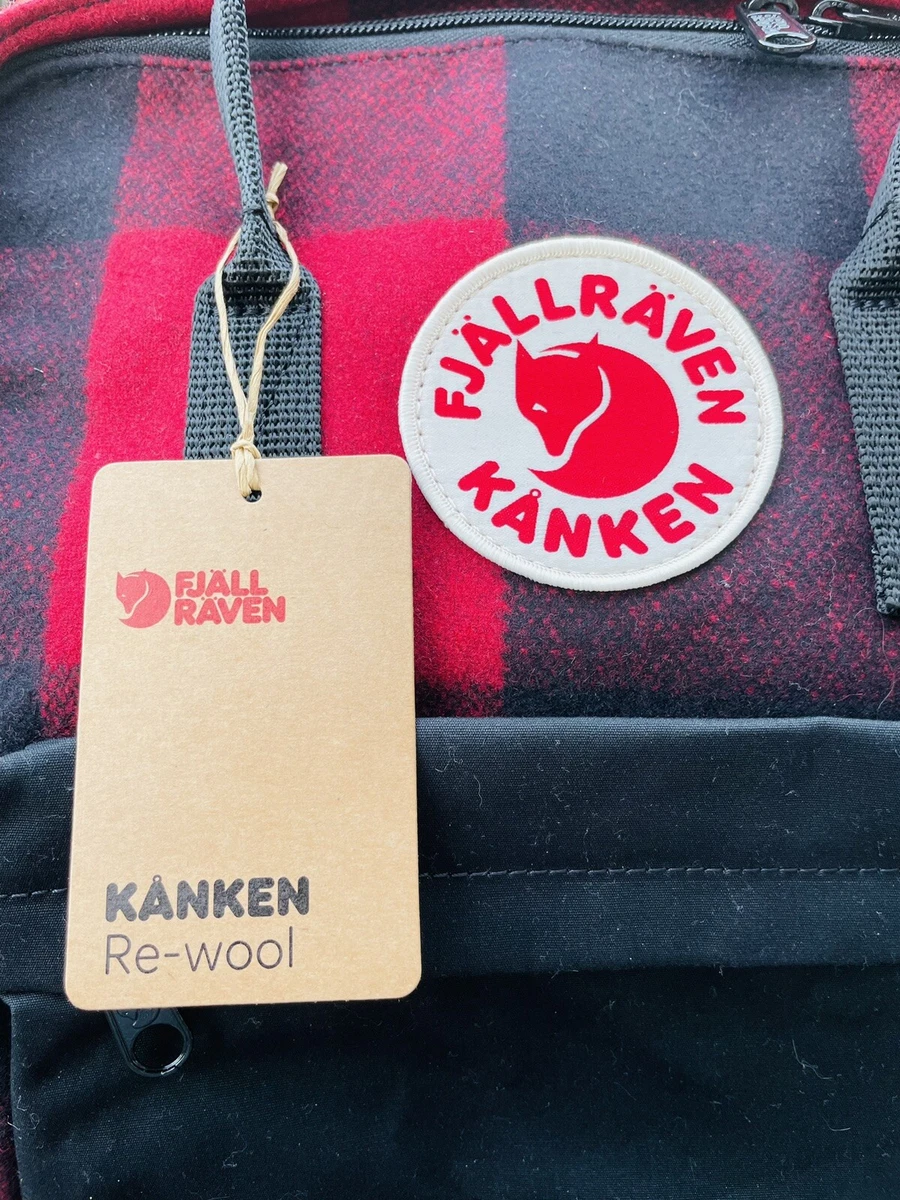 FJÄLLRÄVEN
KÅNKEN
FJÄLL
RÄVEN
KÅNKEN
Re-wool